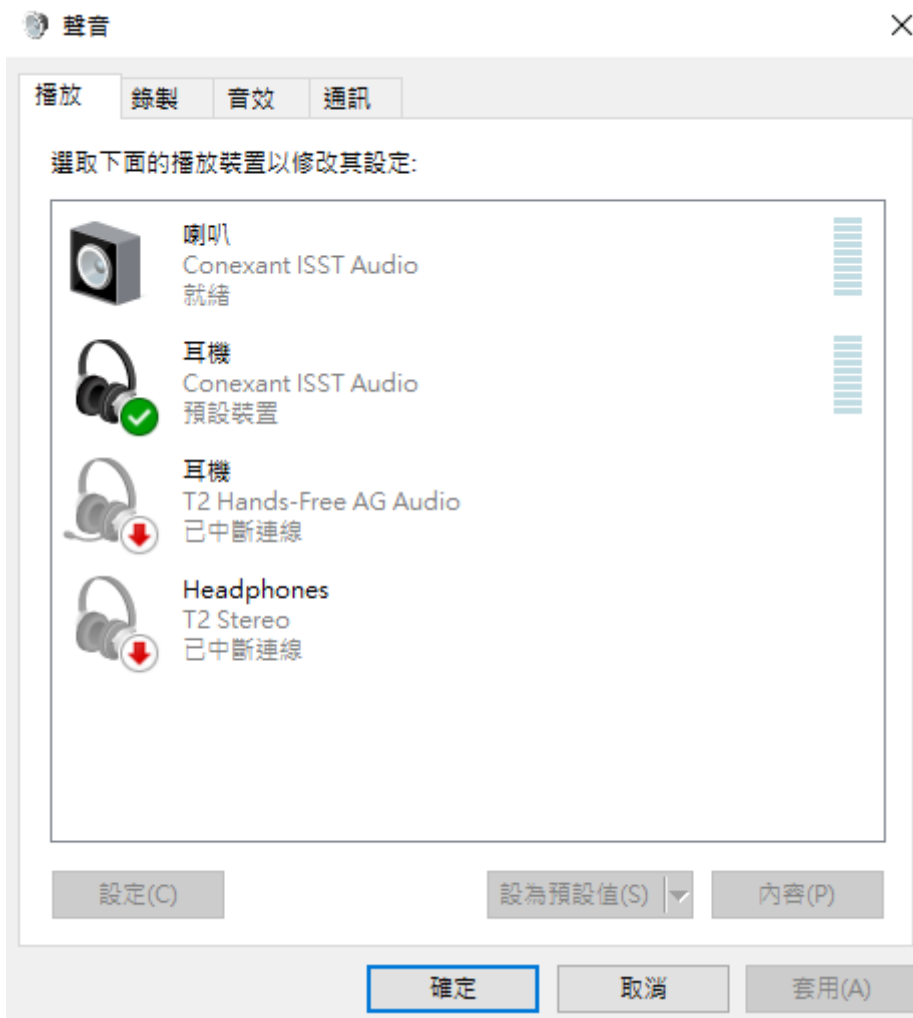 聲音
播放
錄製
音效
通訊
選取下面的播放裝置以修改其設定:
喇叭
Conexant ISST Audio
就緒
耳機
Conexant ISST Audio
預設裝置
耳機
T2 Hands-Free AG Audio
已中斷連線
Headphones
T2 Stereo
已中斷連線
設定(C)
設為預設值(S)
內容(P)
確定
取消
套用(A)